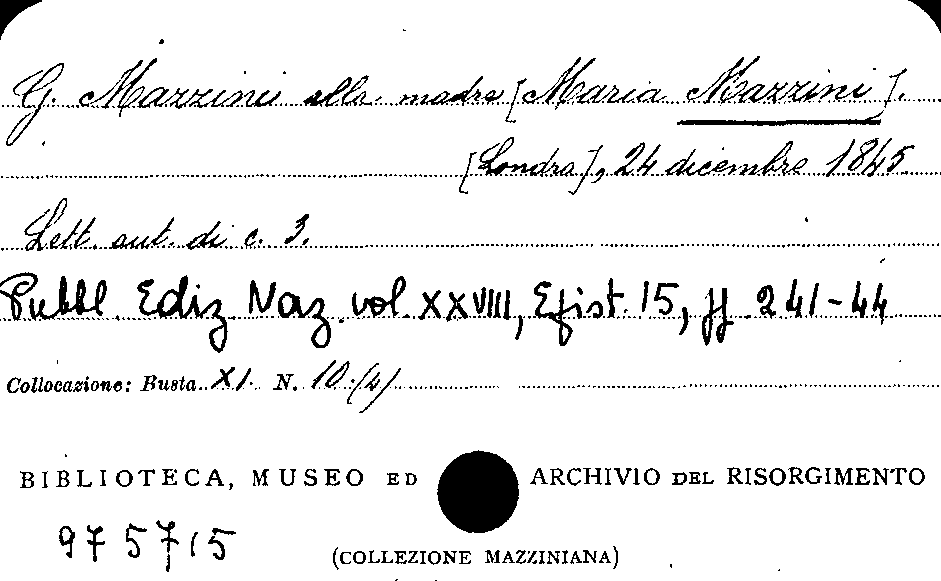 G. Mazzini alla madre [Maria Mazzini].
[Londra], 24 dicembre 1845.
Lett. aut. di c. 3.
Pubbl. Ediz. Naz. vol. XXVIII, Epist. 15, pp. 241-44
Collocazione: Busta XI. N. 10.(4)
BIBLIOTECA, MUSEO ED ARCHIVIO DEL RISORGIMENTO
975715
(COLLEZIONE MAZZINIANA)